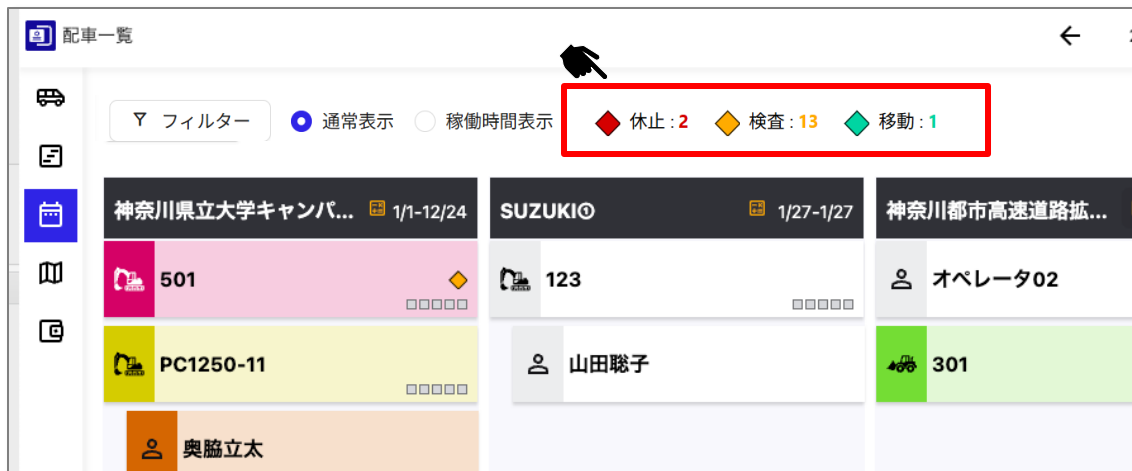 配車一覧
フィルター 通常表示 稼働時間表示 休止 : 2 検査 : 13 移動 : 1
神奈川県立大学キャンパ... 1/1-12/24
SUZUKI① 1/27-1/27
神奈川都市高速道路拡...
501
123
オペレータ02
PC1250-11
山田聡子
301
奥脇立太